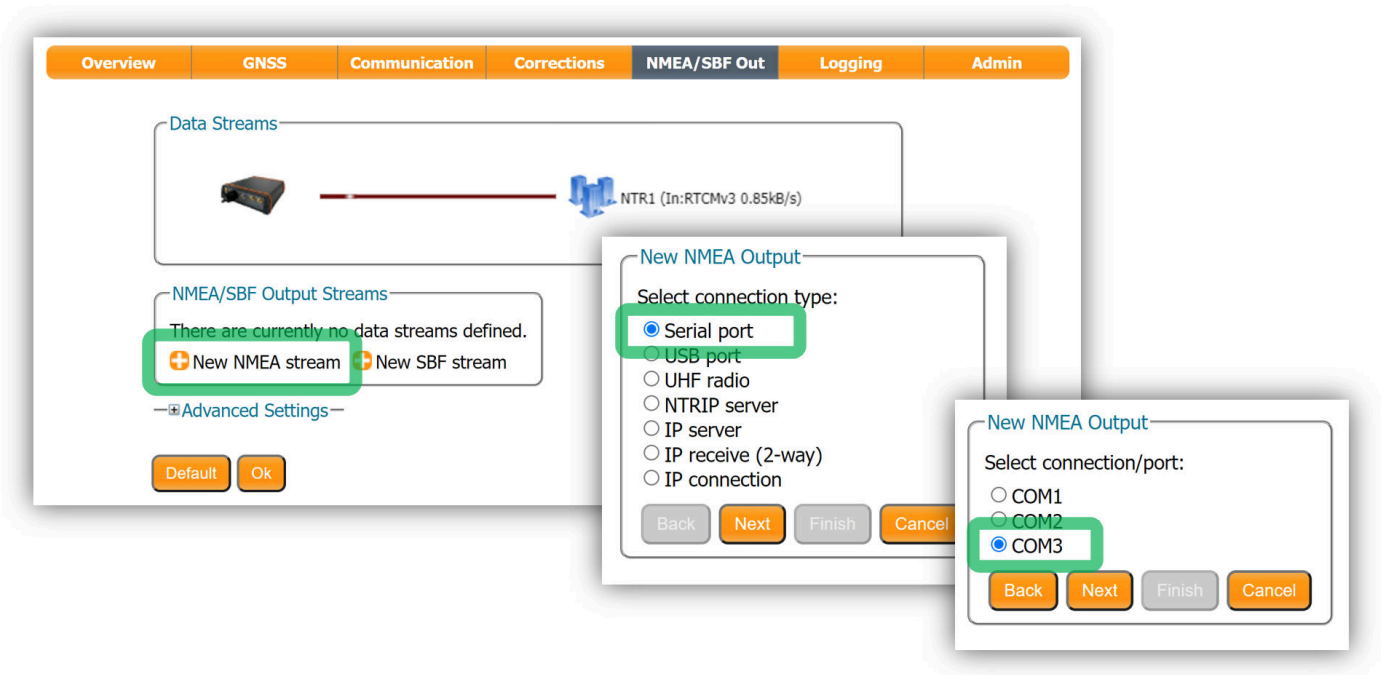 Overview GNSS Communication Corrections NMEA/SBF Out Logging Admin
Data Streams
NTR1 (In:RTCMv3 0.85kB/s)
NMEA/SBF Output Streams
There are currently no data streams defined.
New NMEA stream New SBF stream
Advanced Settings
Default Ok
New NMEA Output
Select connection type:
Serial port
USB port
UHF radio
NTRIP server
IP server
IP receive (2-way)
IP connection
Back Next Finish Cancel
New NMEA Output
Select connection/port:
COM1
COM2
COM3
Back Next Finish Cancel